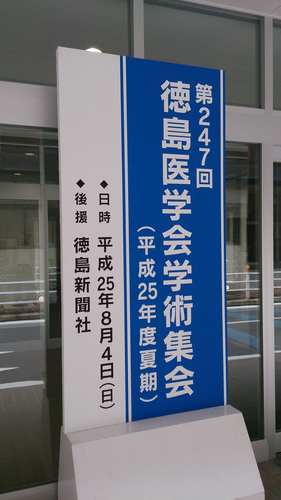 第247回
徳島医学会学術集会
(平成25年度夏期)
◆日時 平成25年8月4日(日)
◆後援 徳島新聞社